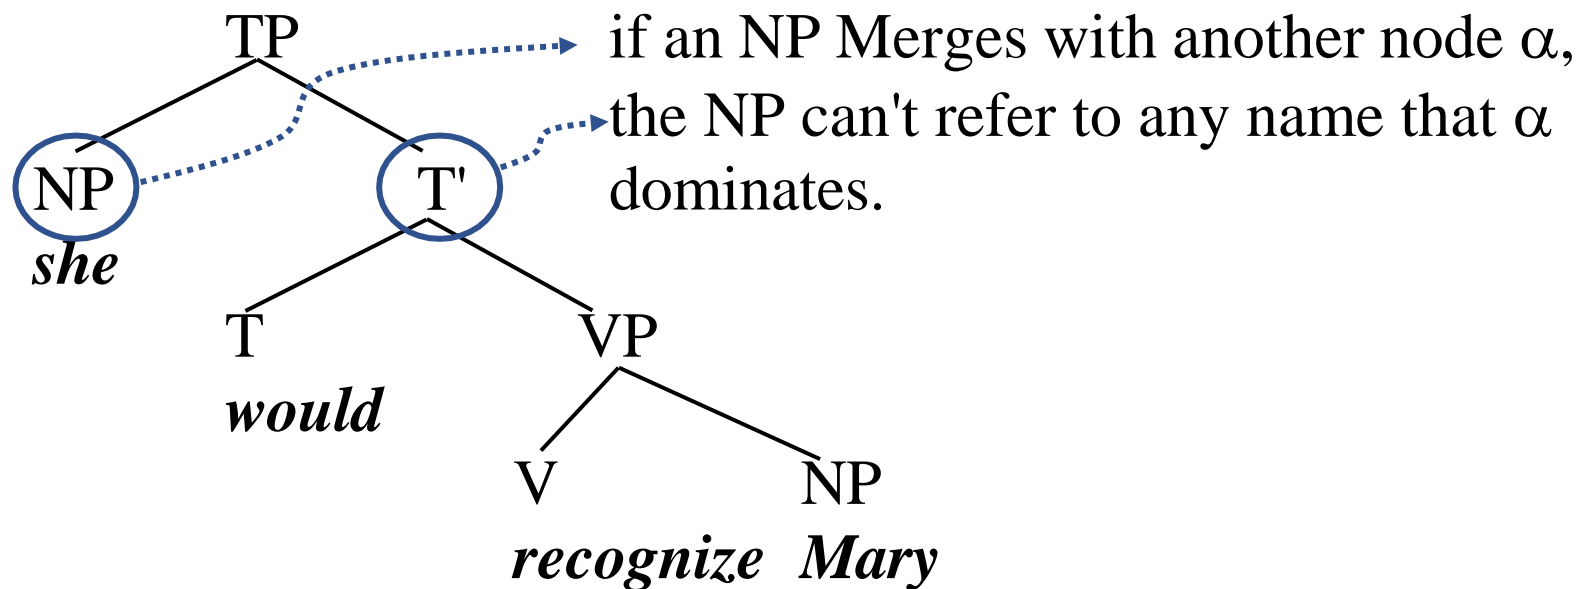 TP
if an NP Merges with another node α,
the NP can't refer to any name that α
dominates.
NP
T'
she
T
VP
would
V
NP
recognize Mary